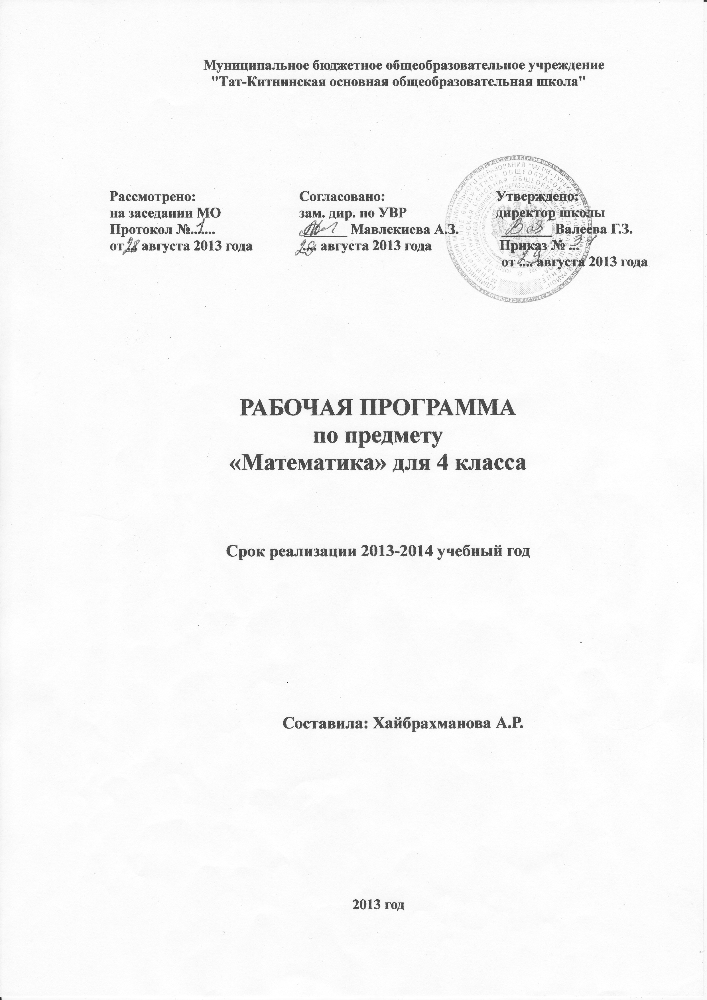 Муниципальное бюджетное общеобразовательное учреждение
"Тат-Китнинская основная общеобразовательная школа"
Рассмотрено:
на заседании МО
Протокол №..1....
от 28 августа 2013 года
Согласовано:
зам. дир. по УВР
______ Мавлекиева А.З.
29 августа 2013 года
Утверждено:
директор школы
_______ Валеева Г.З.
Приказ № ...
от 29 августа 2013 года
РАБОЧАЯ ПРОГРАММА
по предмету
«Математика» для 4 класса
Срок реализации 2013-2014 учебный год
Составила: Хайбрахманова А.Р.
2013 год